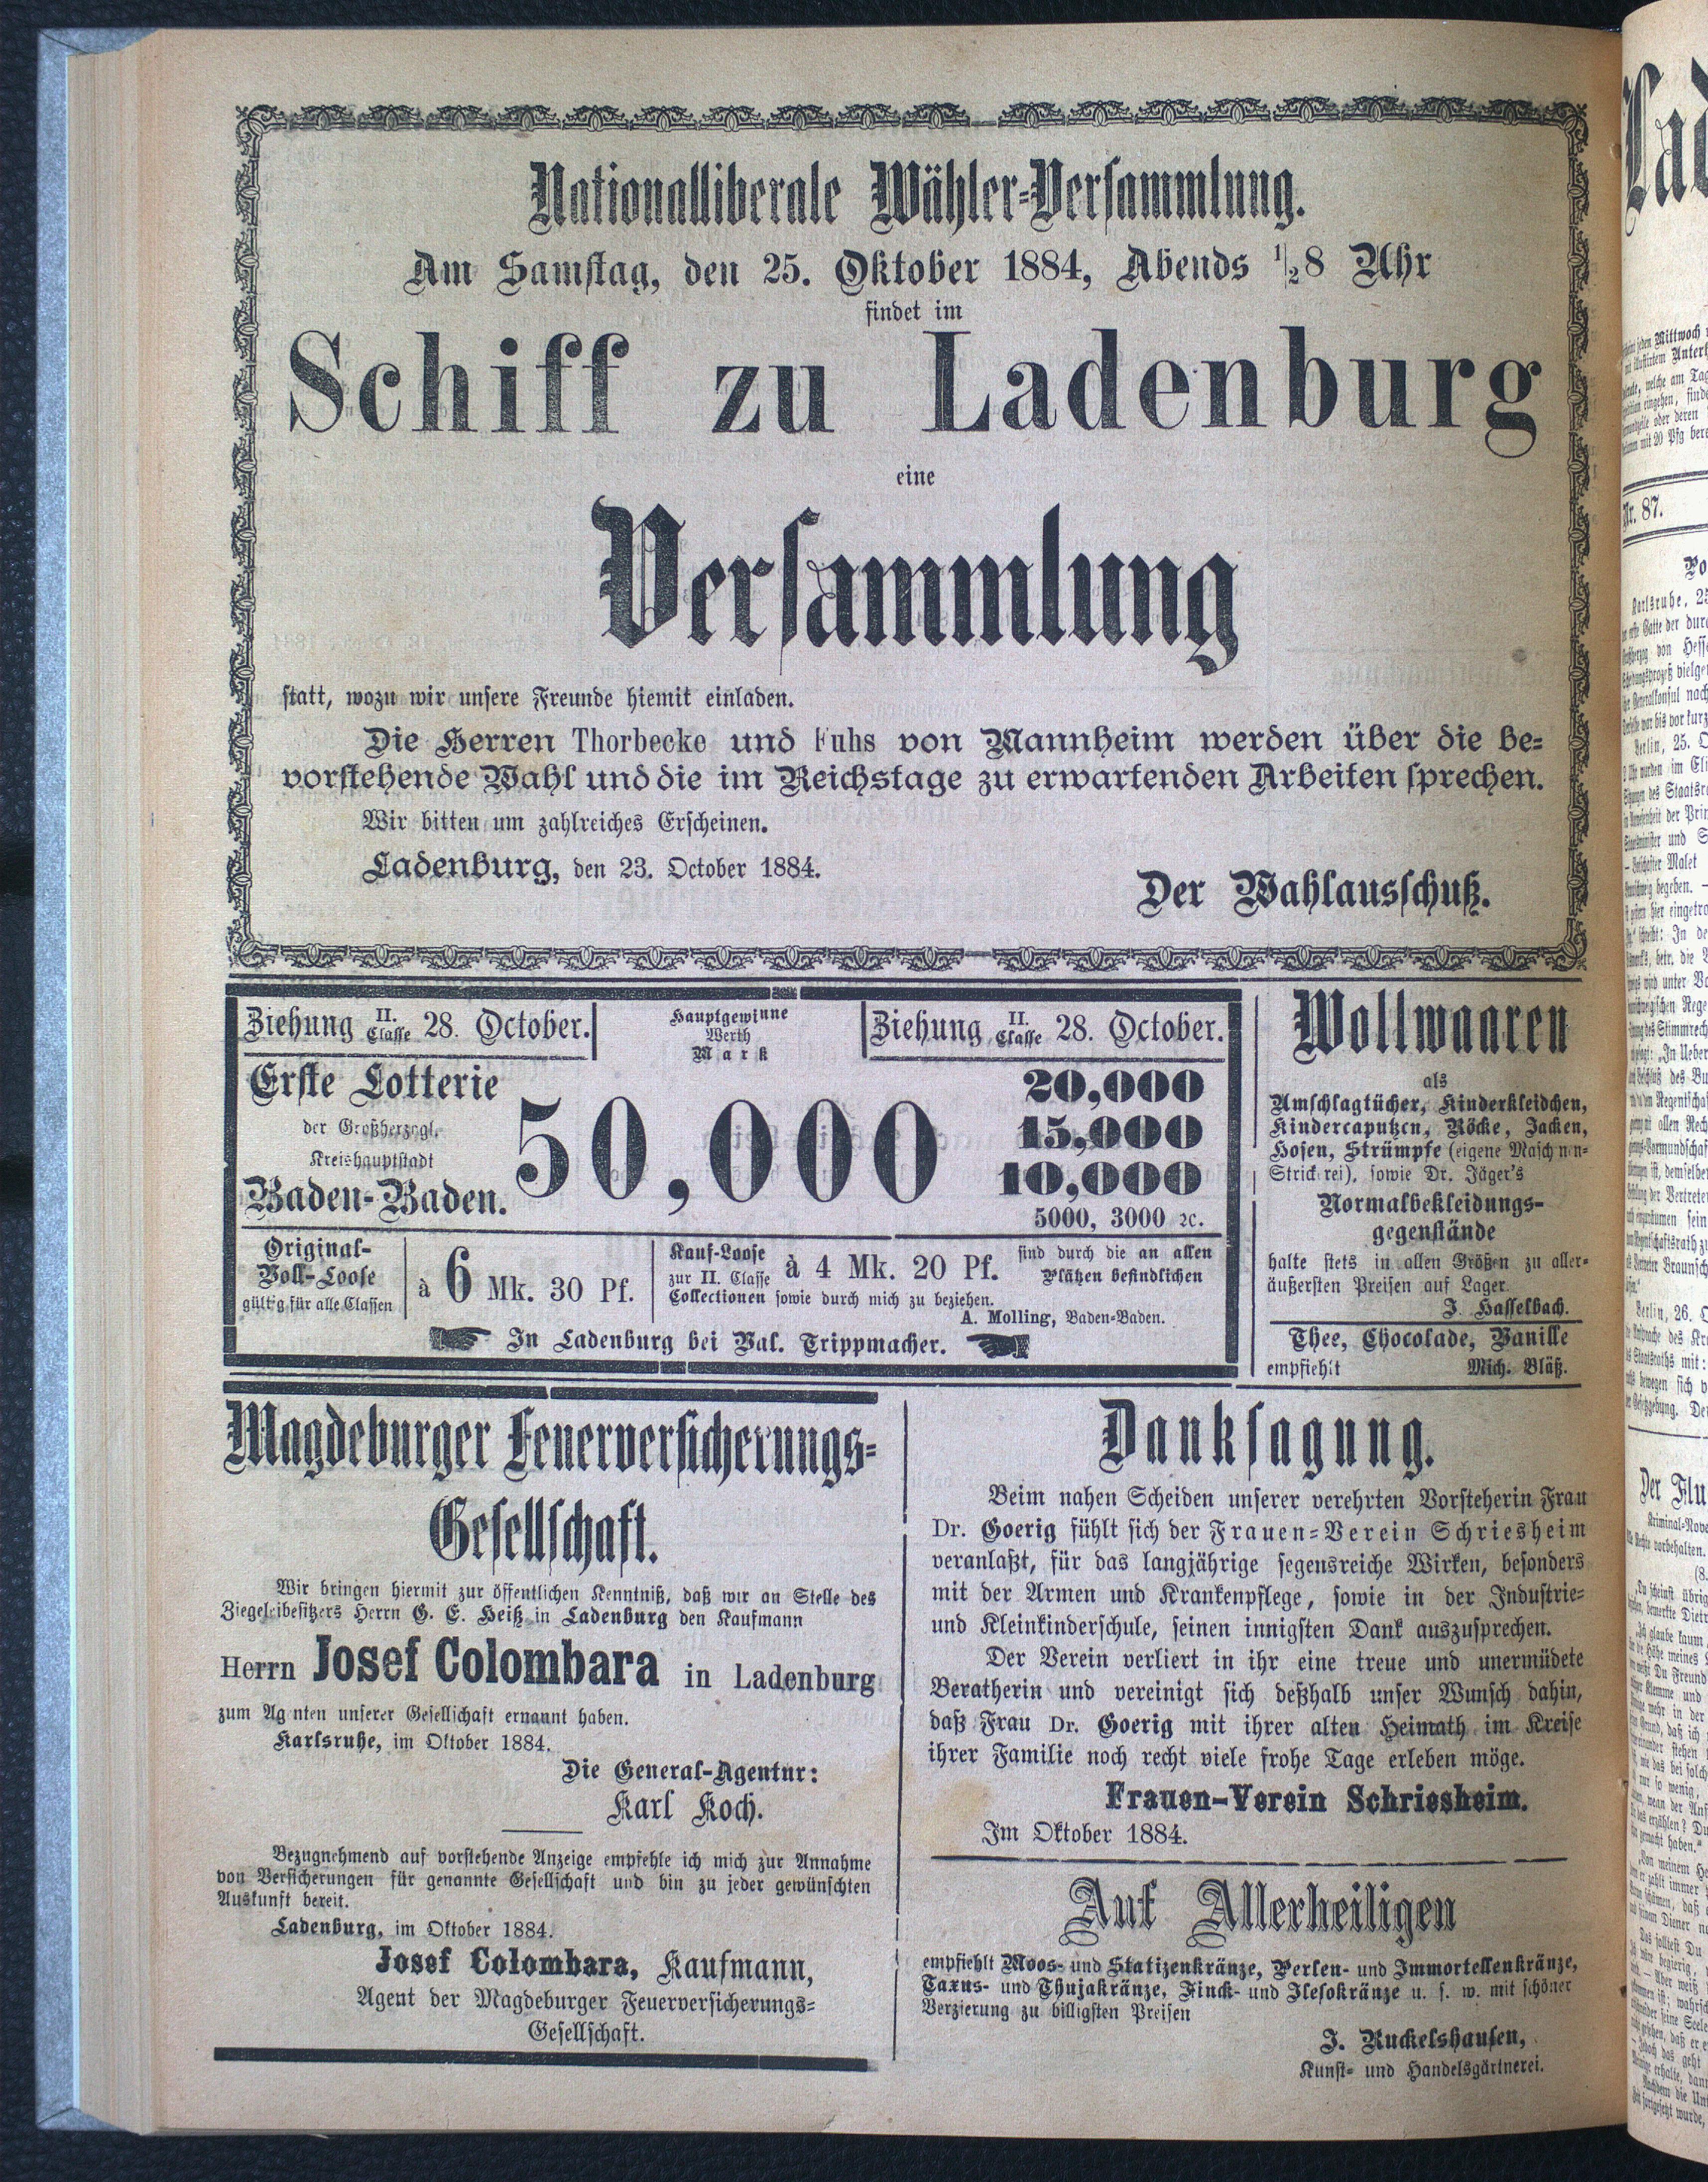 Nationalliberale Wähler-Versammlung.
Am Samstag, den 25. Oktober 1884, Abends 1/2 8 Uhr
findet im
Schiff zu Ladenburg
eine
Versammlung
statt, wozu wir unsere Freunde hiemit einladen.
Die Herren Thorbecke und Fuhs von Mannheim werden über die be-
vorstehende Wahl und die im Reichstage zu erwartenden Arbeiten sprechen.
Wir bitten um zahlreiches Erscheinen.
Ladenburg, den 23. October 1884.
Der Wahlausschuß.
Ziehung II. Classe 28. October.
Hauptgewinne
Werth
Mark
Ziehung II. Classe 28. October.
Erste Lotterie
der Großherzogl.
Kreishauptstadt
Baden-Baden.
50,000
20,000
15,000
10,000
5000, 3000 ꝛc.
Original-
Voll-Loose
gültig für alle Classen
à 6 Mk. 30 Pf.
Kauf-Loose
zur II. Classe à 4 Mk. 20 Pf.
sind durch die an allen
Plätzen befindlichen
Collectionen sowie durch mich zu beziehen.
A. Molling, Baden-Baden.
In Ladenburg bei Val. Trippmacher.
Wollwaaren
als
Umschlagtücher, Kinderkleidchen,
Kindercaputzen, Röcke, Jacken,
Hosen, Strümpfe (eigene Maschinen-
Strickerei), sowie Dr. Jäger's
Normalbekleidungs-
gegenstände
halte stets in allen Größen zu aller-
äußersten Preisen auf Lager.
J. Hasselbach.
Thee, Chocolade, Vanille
empfiehlt Mich. Bläß.
Magdeburger Feuerversicherungs-
Gesellschaft.
Wir bringen hiermit zur öffentlichen Kenntniß, daß wir an Stelle des
Ziegeleibesitzers Herrn G. E. Heiß in Ladenburg den Kaufmann
Herrn Josef Colombara in Ladenburg
zum Agenten unserer Gesellschaft ernannt haben.
Karlsruhe, im Oktober 1884.
Die General-Agentur:
Karl Koch.
Bezugnehmend auf vorstehende Anzeige empfehle ich mich zur Annahme
von Versicherungen für genannte Gesellschaft und bin zu jeder gewünschten
Auskunft bereit.
Ladenburg, im Oktober 1884.
Josef Colombara, Kaufmann,
Agent der Magdeburger Feuerversicherungs-
Gesellschaft.
Danksagung.
Beim nahen Scheiden unserer verehrten Vorsteherin Frau
Dr. Goerig fühlt sich der Frauen-Verein Schriesheim
veranlaßt, für das langjährige segensreiche Wirken, besonders
mit der Armen und Krankenpflege, sowie in der Industrie-
und Kleinkinderschule, seinen innigsten Dank auszusprechen.
Der Verein verliert in ihr eine treue und unermüdete
Beratherin und vereinigt sich deßhalb unser Wunsch dahin,
daß Frau Dr. Goerig mit ihrer alten Heimath im Kreise
ihrer Familie noch recht viele frohe Tage erleben möge.
Frauen-Verein Schriesheim.
Im Oktober 1884.
Auf Allerheiligen
empfiehlt Moos- und Statizenkränze, Perlen- und Immortellenkränze,
Taxus- und Thujakränze, Finck- und Ilesokränze u. s. w. mit schöner
Verzierung zu billigsten Preisen
J. Ruckelshausen,
Kunst- und Handelsgärtnerei.
Nr. 87.